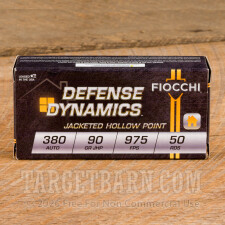 DEFENSE
DYNAMICS
FIOCCHI
JACKETED HOLLOW POINT
380 90 975 50
AUTO GR JHP FPS RDS
TARGETBARN.COM